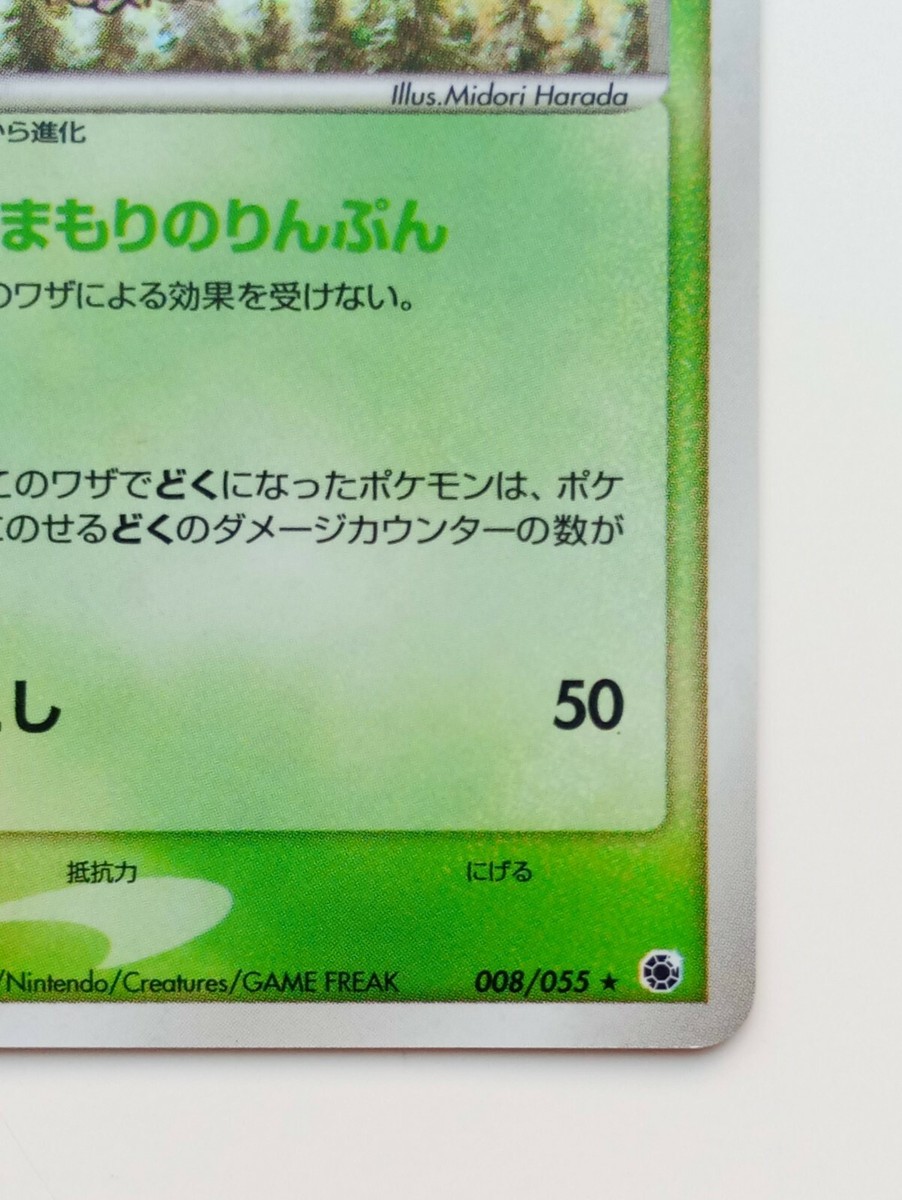 Illus.Midori Harada
から進化
まもりのりんぷん
のワザによる効果を受けない。
このワザでどくになったポケモンは、ポケ
にのせるどくのダメージカウンターの数が
し
50
抵抗力
にげる
/Nintendo/Creatures/GAME FREAK
008/055 ★